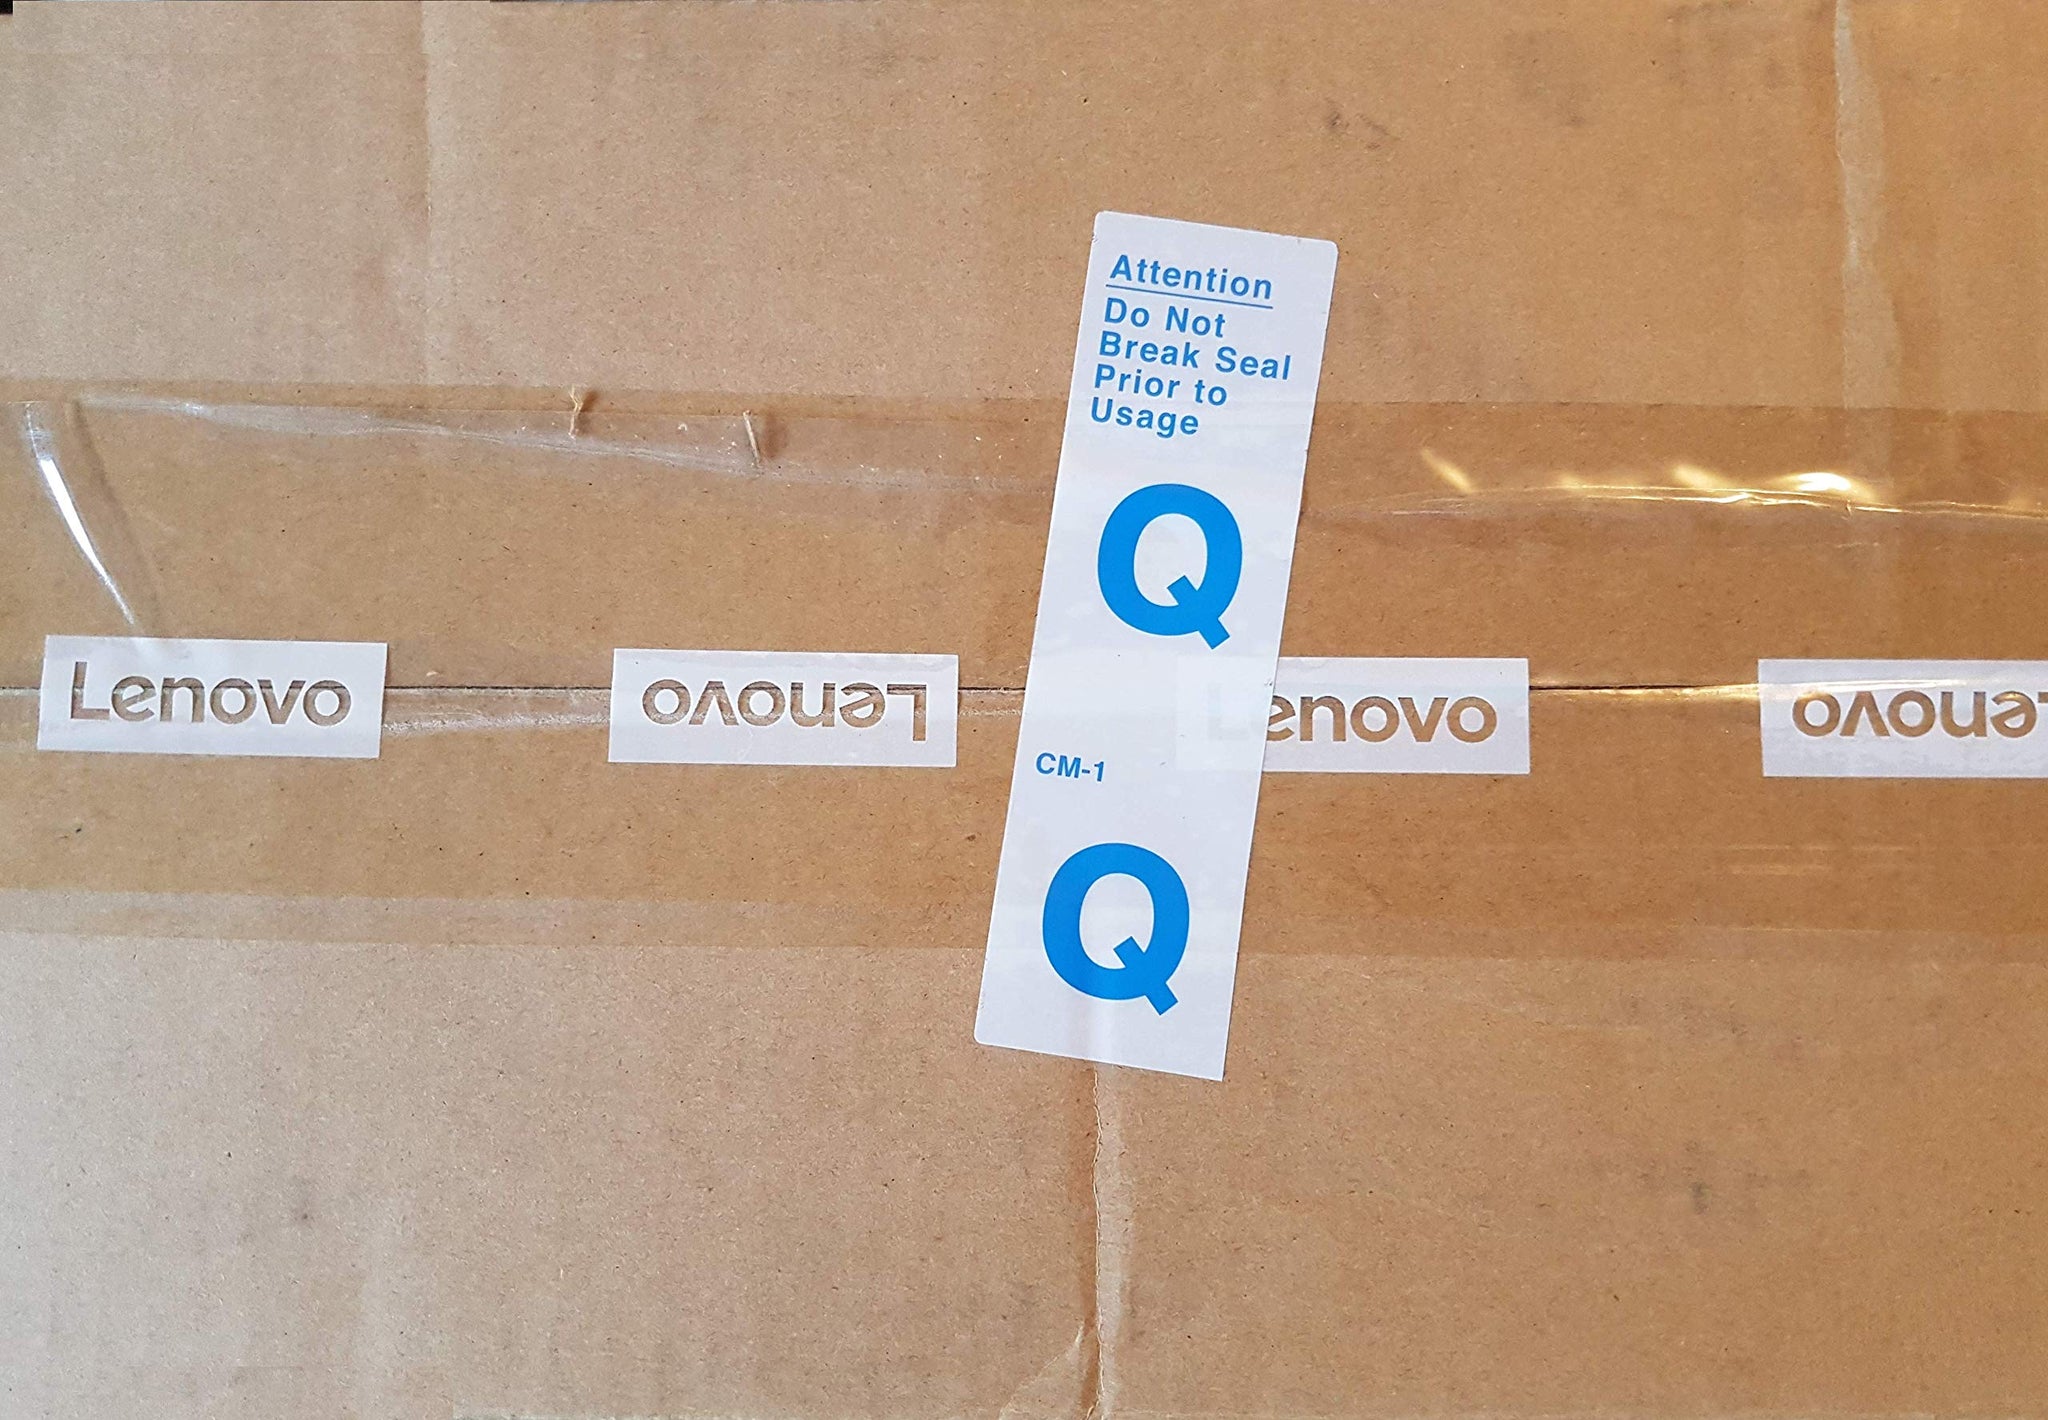 Attention
Do Not
Break Seal
Prior to
Usage
Q
Lenovo
Lenovo
Lenovo
Lenovo
CM-1
Q